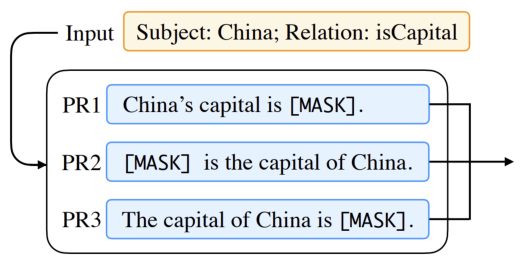 Input Subject: China; Relation: isCapital
PR1 China's capital is [MASK].
PR2 [MASK] is the capital of China.
PR3 The capital of China is [MASK].